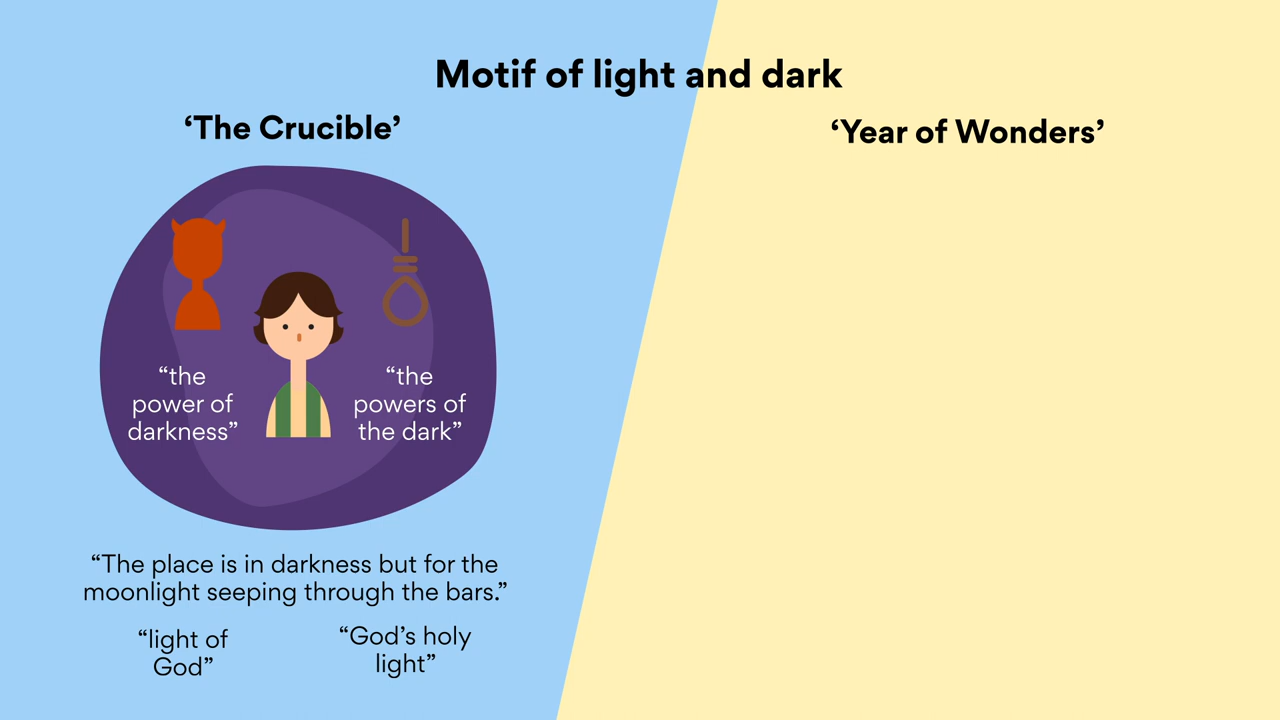 Motif of light and dark
‘The Crucible’
‘Year of Wonders’
“the
power of
darkness”
“the
powers of
the dark”
“The place is in darkness but for the
moonlight seeping through the bars.”
“light of
God”
“God’s holy
light”